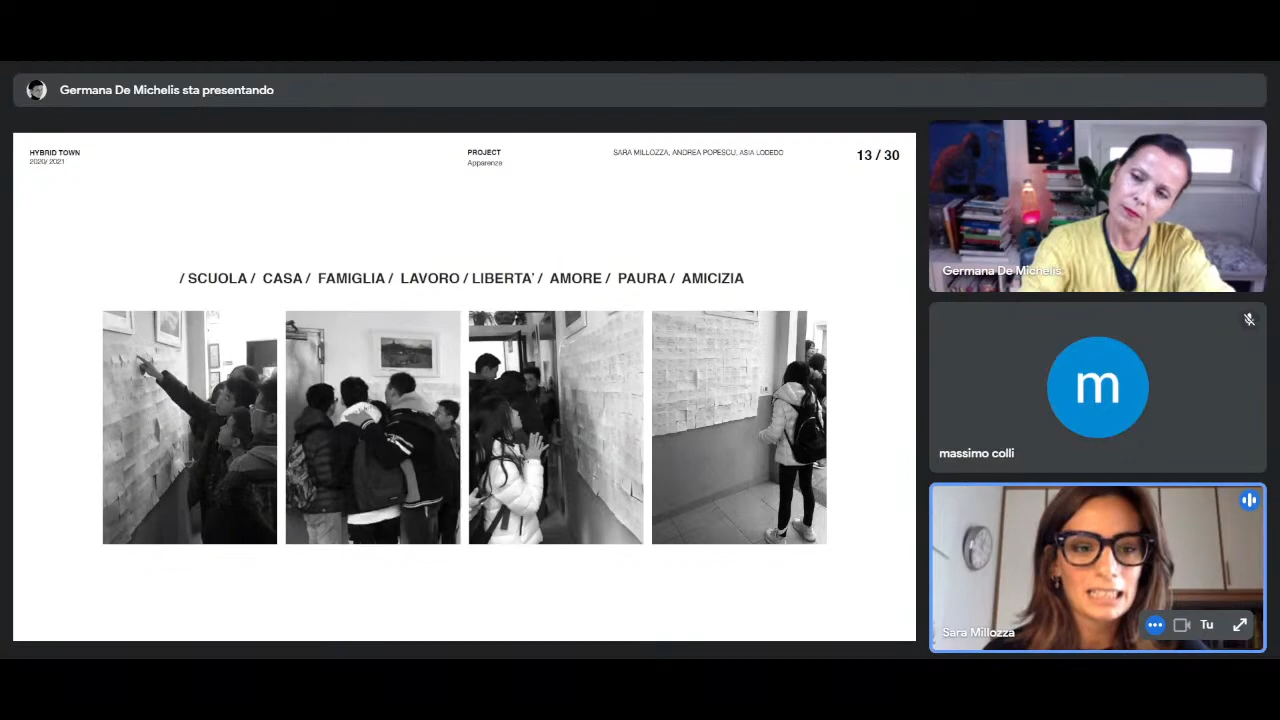 Germana De Michelis sta presentando
HYBRID TOWN
2020/ 2021
PROJECT
Apparenze
SARA MILLOZZA, ANDREA POPESCU, ASIA LODEDO
13 / 30
/ SCUOLA / CASA / FAMIGLIA / LAVORO / LIBERTA' / AMORE / PAURA / AMICIZIA
Germana De Michelis
m
massimo colli
Sara Millozza
Tu